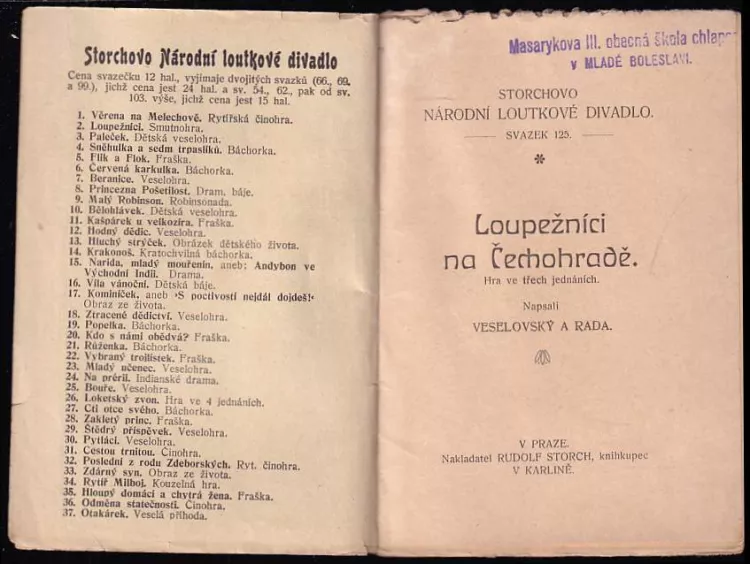 Storchovo Národní loutkové divadlo
Cena svazečku 12 hal., vyjímaje dvojitých svazků (66., 69.
a 99.), jichž cena jest 24 hal. a sv. 54., 62., pak od sv.
103. výše, jichž cena jest 15 hal.
1. Věrena na Melechově. Rytířská činohra.
2. Loupežníci. Smutnohra.
3. Paleček. Dětská veselohra.
4. Sněhulka a sedm trpaslíků. Báchorka.
5. Flik a Flok. Fraška.
6. Červená karkulka. Báchorka.
7. Beranice. Veselohra.
8. Princezna Pošetilost. Dram. báje.
9. Malý Robinson. Robinsonada.
10. Bělohlávek. Dětská veselohra.
11. Kašpárek u velkozira. Fraška.
12. Hodný dědic. Veselohra.
13. Hluchý strýček. Obrázek dětského života.
14. Krakonoš. Kratochvilná báchorka.
15. Narida, mladý mouřenín, aneb: Andybon ve
Východní Indii. Drama.
16. Víla vánoční. Dětská báje.
17. Kominíček, aneb ‘S poctivostí nejdál dojdeš!‘
Obraz ze života.
18. Ztracené dědictví. Veselohra.
19. Popelka. Báchorka.
20. Kdo s námi obědvá? Fraška.
21. Růženka. Báchorka.
22. Vybraný trojlístek. Fraška.
23. Mladý učenec. Veselohra.
24. Na prérii. Indianské drama.
25. Bouře. Veselohra.
26. Loketský zvon. Hra ve 4 jednáních.
27. Cti otce svého. Báchorka.
28. Zakletý princ. Fraška.
29. Štědrý příspěvek. Veselohra.
30. Pytláci. Veselohra.
31. Cestou trnitou. Činohra.
32. Poslední z rodu Zdeborských. Ryt. činohra.
33. Zdárný syn. Obraz ze života.
34. Rytíř Milboj. Kouzelná hra.
35. Hloupý domácí a chytrá žena. Fraška.
36. Odměna statečnosti. Činohra.
37. Otakárek. Veselá příhoda.
Masarykova III. obecná škola chlapec
v MLADÉ BOLESLAVI.
STORCHOVO
NÁRODNÍ LOUTKOVÉ DIVADLO.
SVAZEK 125.
Loupežníci
na Čechohradě.
Hra ve třech jednáních.
Napsali
VESELOVSKÝ A RADA.
V PRAZE.
Nakladatel RUDOLF STORCH, knihkupec
V KARLÍNĚ.